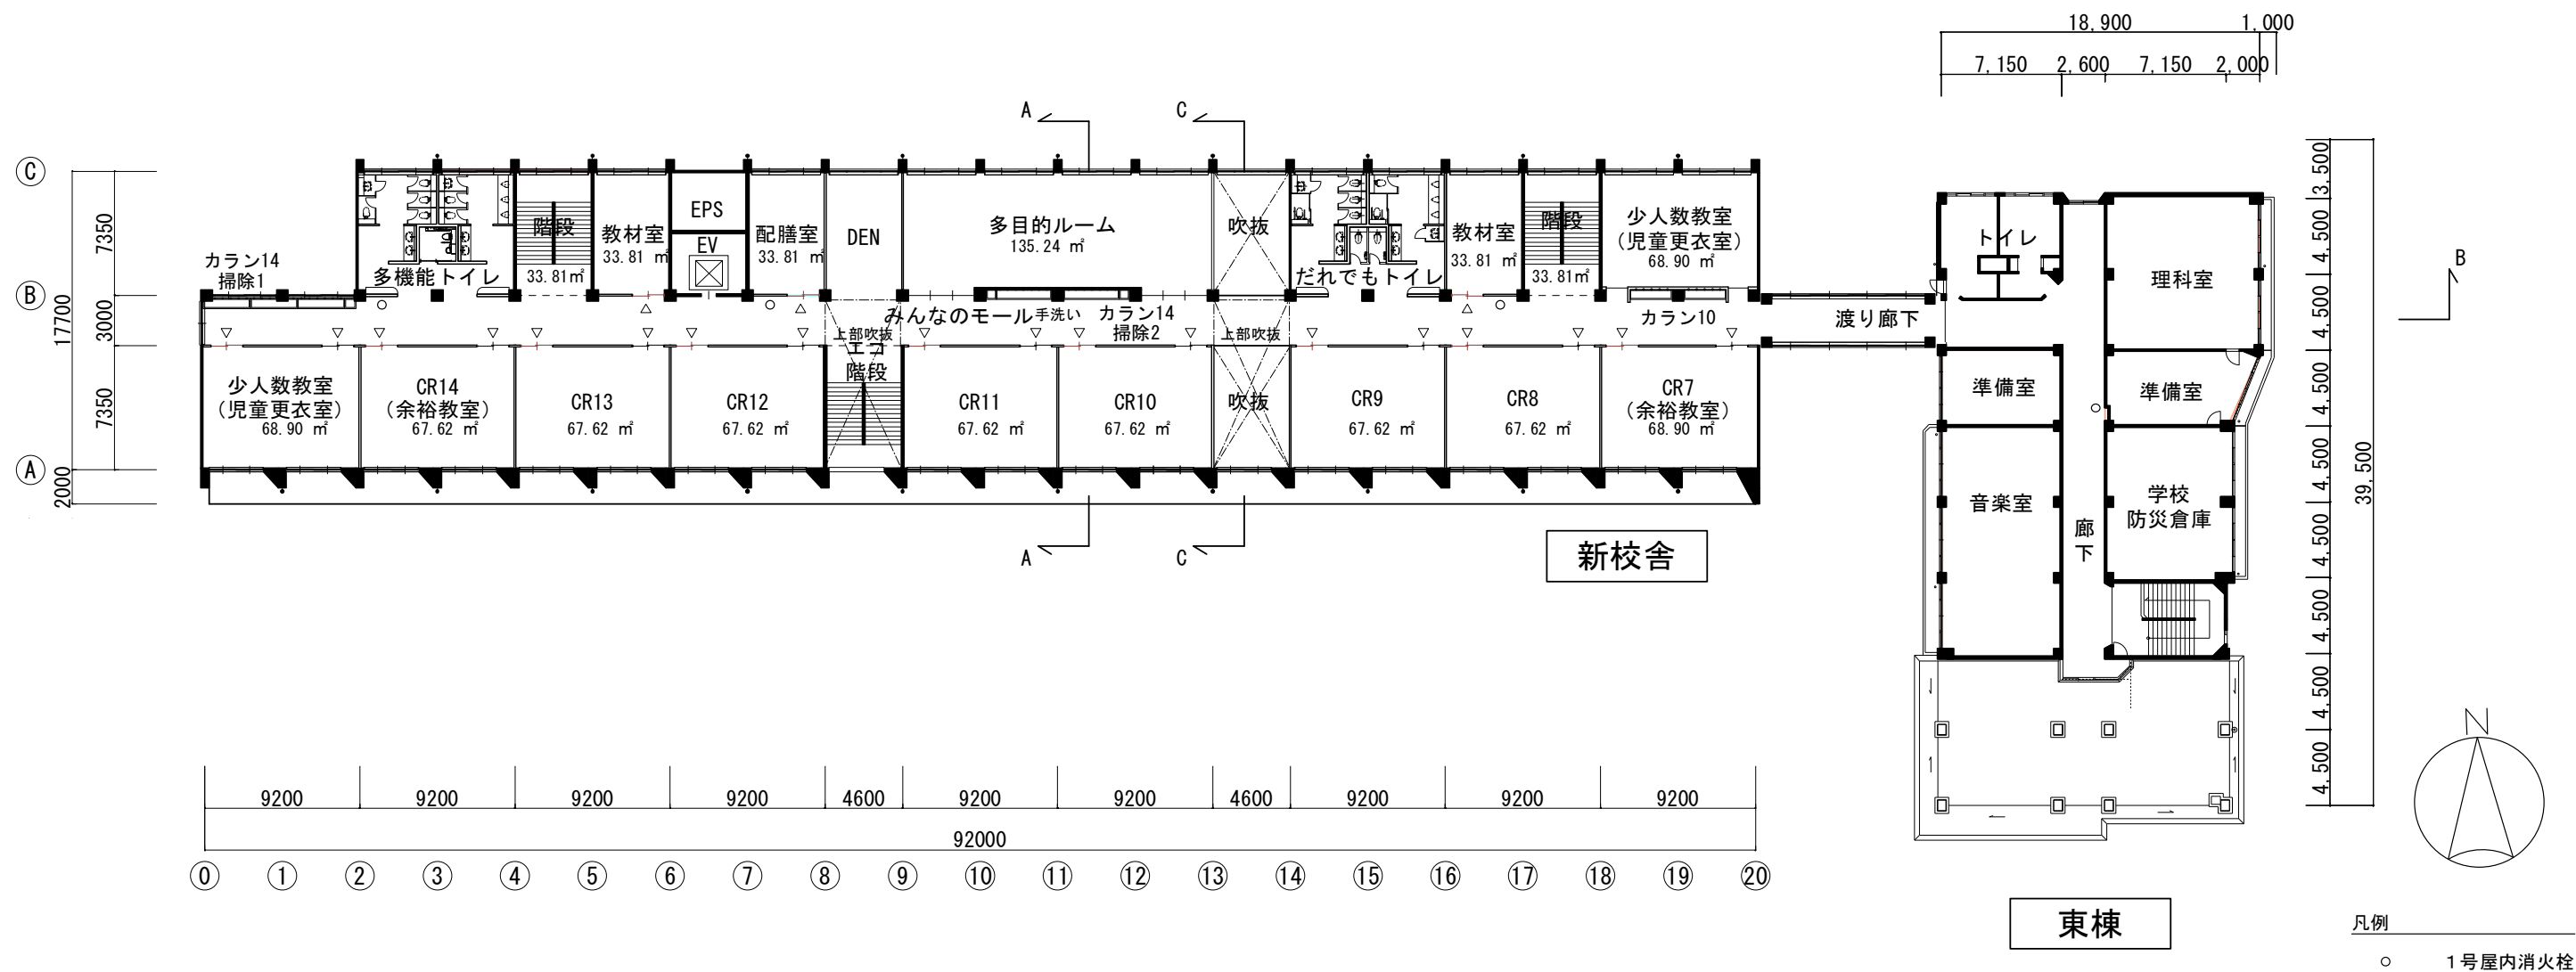 18,900
1,000
7,150
2,600
7,150
2,000
A
C
C
7350
B
3000
17700
7350
A
2000
カラン14
掃除1
多機能トイレ
階段
33.81㎡
教材室
33.81 ㎡
EPS
EV
配膳室
33.81 ㎡
DEN
多目的ルーム
135.24 ㎡
吹抜
だれでもトイレ
教材室
33.81 ㎡
階段
33.81㎡
少人数教室
(児童更衣室)
68.90 ㎡
みんなのモール
手洗い
カラン14
掃除2
上部吹抜
上部吹抜
カラン10
渡り廊下
少人数教室
(児童更衣室)
68.90 ㎡
CR14
(余裕教室)
67.62 ㎡
CR13
67.62 ㎡
CR12
67.62 ㎡
エコ
階段
CR11
67.62 ㎡
CR10
67.62 ㎡
吹抜
CR9
67.62 ㎡
CR8
67.62 ㎡
CR7
(余裕教室)
68.90 ㎡
A
C
新校舎
トイレ
理科室
準備室
準備室
音楽室
学校
防災倉庫
廊
下
B
3,500
4,500
4,500
4,500
4,500
4,500
4,500
4,500
4,500
39,500
9200
9200
9200
9200
4600
9200
9200
4600
9200
9200
9200
92000
0
1
2
3
4
5
6
7
8
9
10
11
12
13
14
15
16
17
18
19
20
東棟
N
凡例
1号屋内消火栓